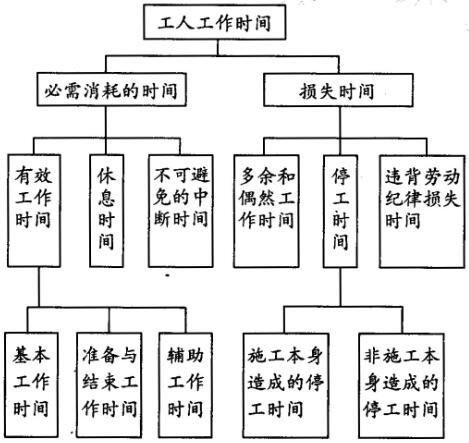 工人工作时间
必需消耗的时间
损失时间
有效
工作
时间
休
息
时
间
不可避
免的中
断时间
多余和
偶然工
作时间
停
工
时
间
违背劳动
纪律损失
时间
基本
工作
时间
准备与
结束工
作时间
辅助
工作
时间
施工本身
造成的停
工时间
非施工本
身造成的
停工时间